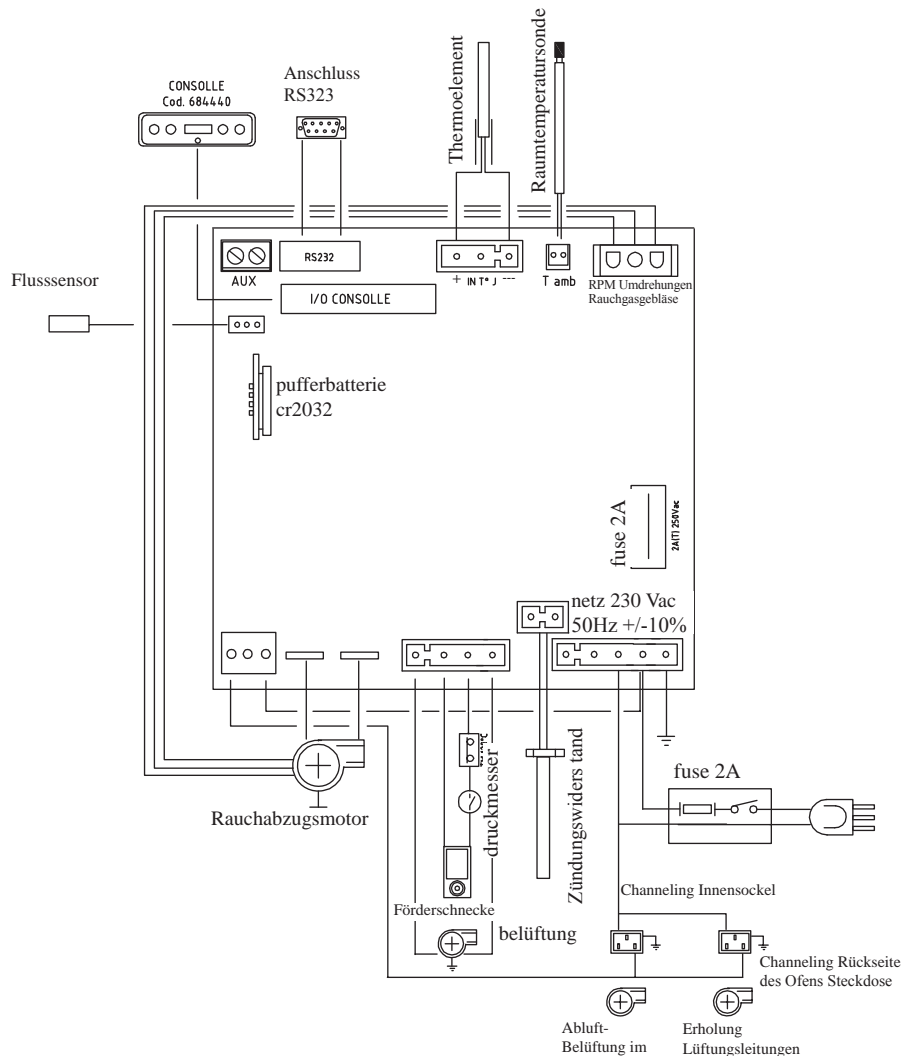 CONSOLLE
Cod. 684440
Anschluss
RS323
Thermoelement
Raumtemperatursonde
Flusssensor
AUX
RS232
I/O CONSOLLE
+ IN T° J ---
T amb
RPM Umdrehungen
Rauchgasgebläse
pufferbatterie
cr2032
fuse 2A
2A(T) 250Vac
netz 230 Vac
50Hz +/-10%
Rauchabzugsmotor
druckmesser
Zündungswiders tand
fuse 2A
Förderschnecke
belüftung
Channeling Innensockel
Channeling Rückseite
des Ofens Steckdose
Abluft-
Belüftung im
Erholung
Lüftungsleitungen